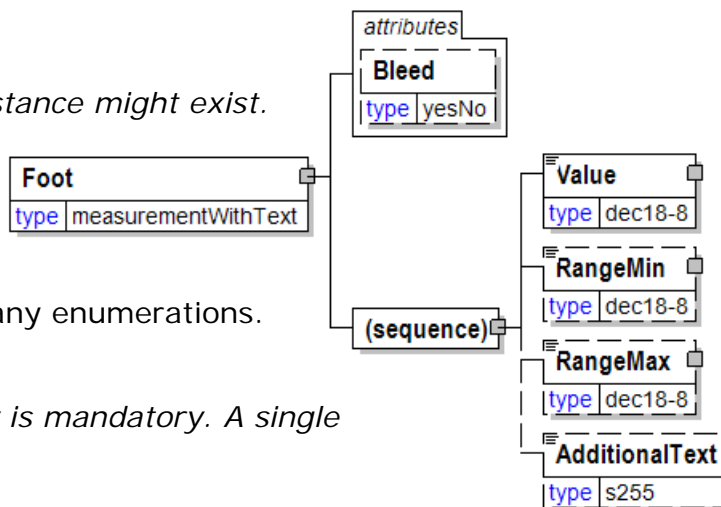 attributes
Bleed
type yesNo
stance might exist.
Foot
type measurementWithText
Value
type dec18-8
RangeMin
type dec18-8
any enumerations.
(sequence)
RangeMax
type dec18-8
is mandatory. A single
AdditionalText
type s255